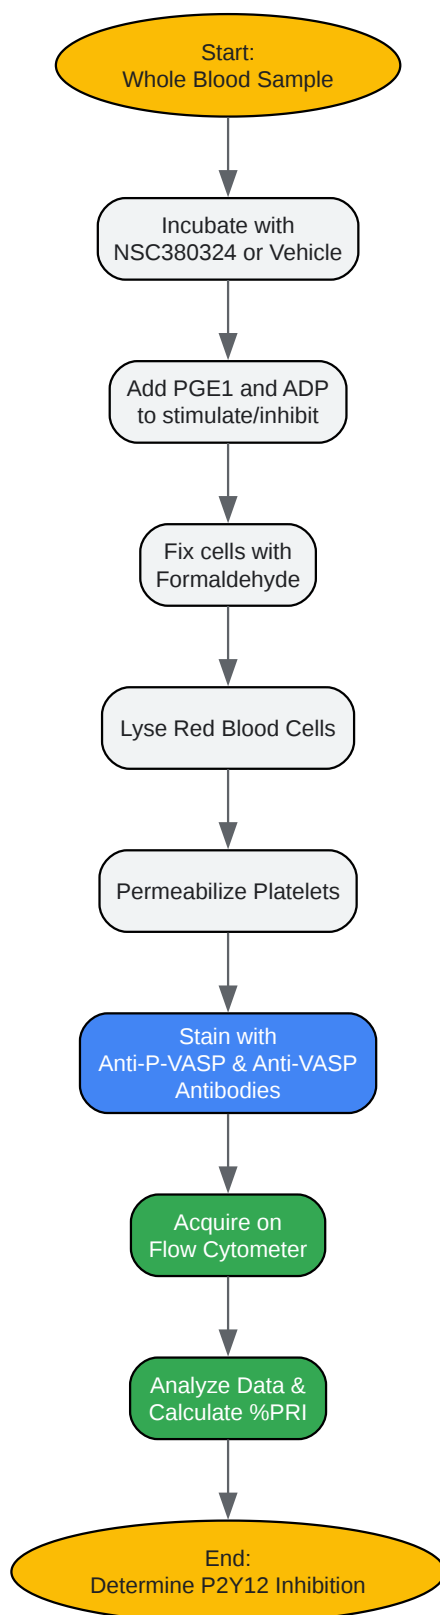 Start:
Whole Blood Sample
Incubate with
NSC380324 or Vehicle
Add PGE1 and ADP
to stimulate/inhibit
Fix cells with
Formaldehyde
Lyse Red Blood Cells
Permeabilize Platelets
Stain with
Anti-P-VASP & Anti-VASP
Antibodies
Acquire on
Flow Cytometer
Analyze Data &
Calculate %PRI
End:
Determine P2Y12 Inhibition